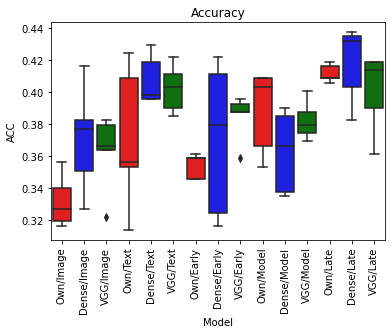 Accuracy
ACC
0.44
0.42
0.40
0.38
0.36
0.34
0.32
Own/Image
Dense/Image
VGG/Image
Own/Text
Dense/Text
VGG/Text
Own/Early
Dense/Early
VGG/Early
Own/Model
Dense/Model
VGG/Model
Own/Late
Dense/Late
VGG/Late
Model